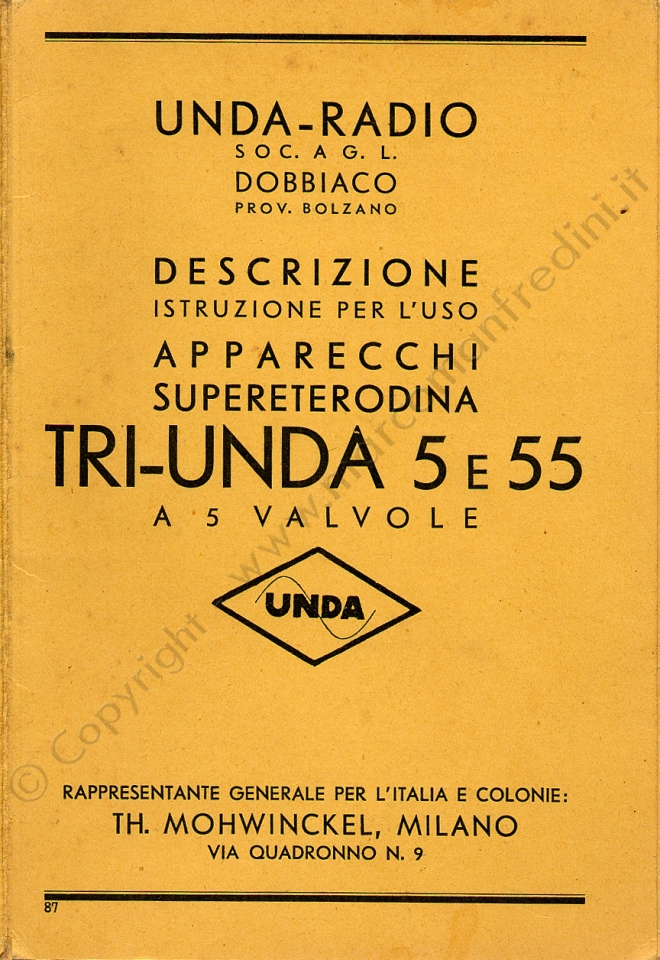 UNDA-RADIO
SOC. A G. L.
DOBBIACO
PROV. BOLZANO
DESCRIZIONE
ISTRUZIONE PER L'USO
APPARECCHI
SUPERETERODINA
TRI-UNDA 5 E 55
A 5 VALVOLE
UNDA
RAPPRESENTANTE GENERALE PER L'ITALIA E COLONIE:
TH. MOHWINCKEL, MILANO
VIA QUADRONNO N. 9
87
© Copyright www.marcomanfredini.it